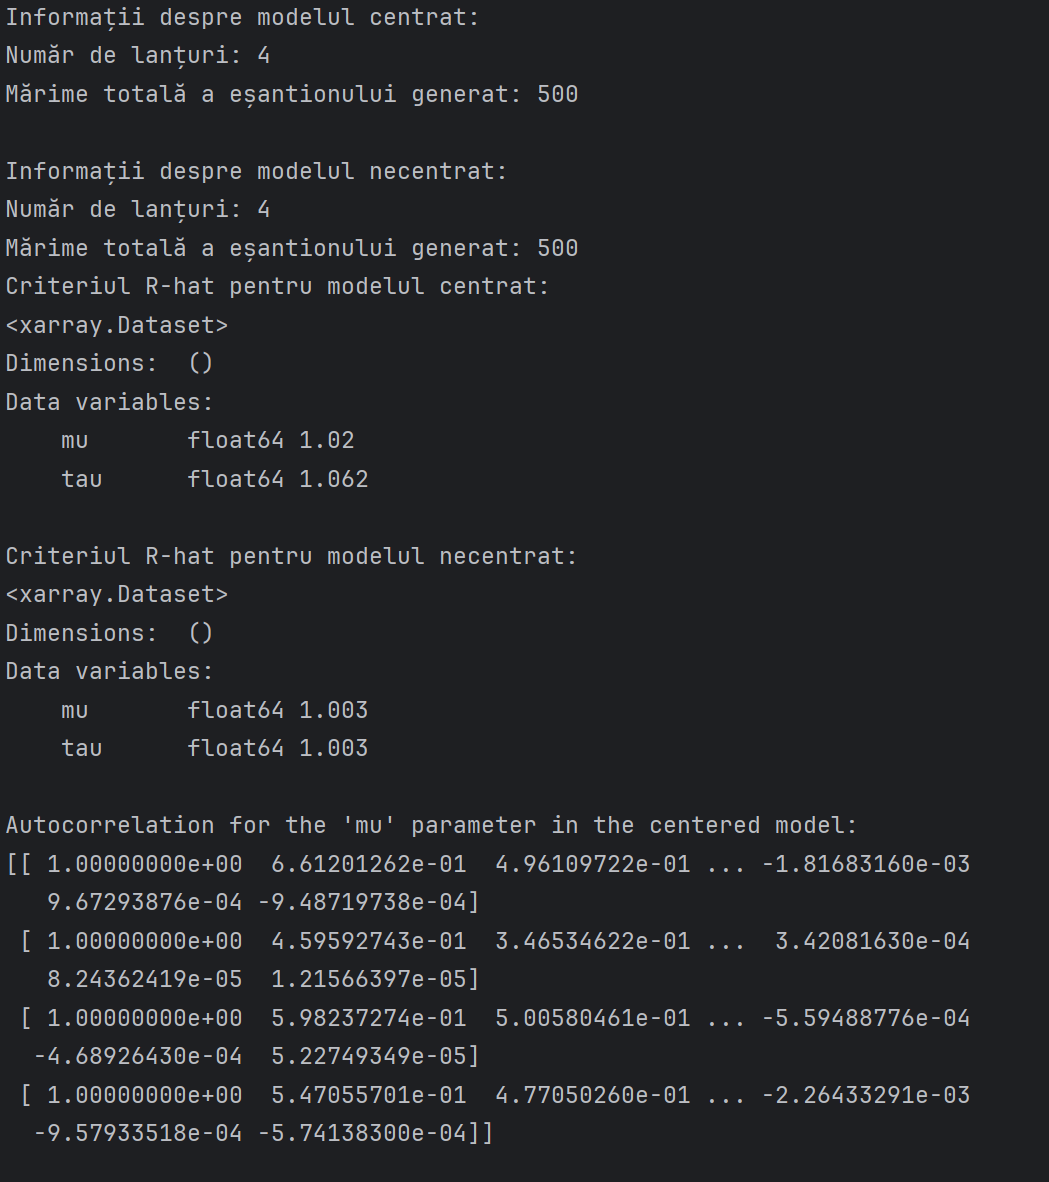 Informații despre modelul centrat:
Număr de lanțuri: 4
Mărime totală a eșantionului generat: 500

Informații despre modelul necentrat:
Număr de lanțuri: 4
Mărime totală a eșantionului generat: 500
Criteriul R-hat pentru modelul centrat:
<xarray.Dataset>
Dimensions:  ()
Data variables:
    mu       float64 1.02
    tau      float64 1.062

Criteriul R-hat pentru modelul necentrat:
<xarray.Dataset>
Dimensions:  ()
Data variables:
    mu       float64 1.003
    tau      float64 1.003

Autocorrelation for the 'mu' parameter in the centered model:
[[ 1.00000000e+00  6.61201262e-01  4.96109722e-01 ... -1.81683160e-03
   9.67293876e-04 -9.48719738e-04]
 [ 1.00000000e+00  4.59592743e-01  3.46534622e-01 ...  3.42081630e-04
   8.24362419e-05  1.21566397e-05]
 [ 1.00000000e+00  5.98237274e-01  5.00580461e-01 ... -5.59488776e-04
  -4.68926430e-04  5.22749349e-05]
 [ 1.00000000e+00  5.47055701e-01  4.77050260e-01 ... -2.26433291e-03
  -9.57933518e-04 -5.74138300e-04]]